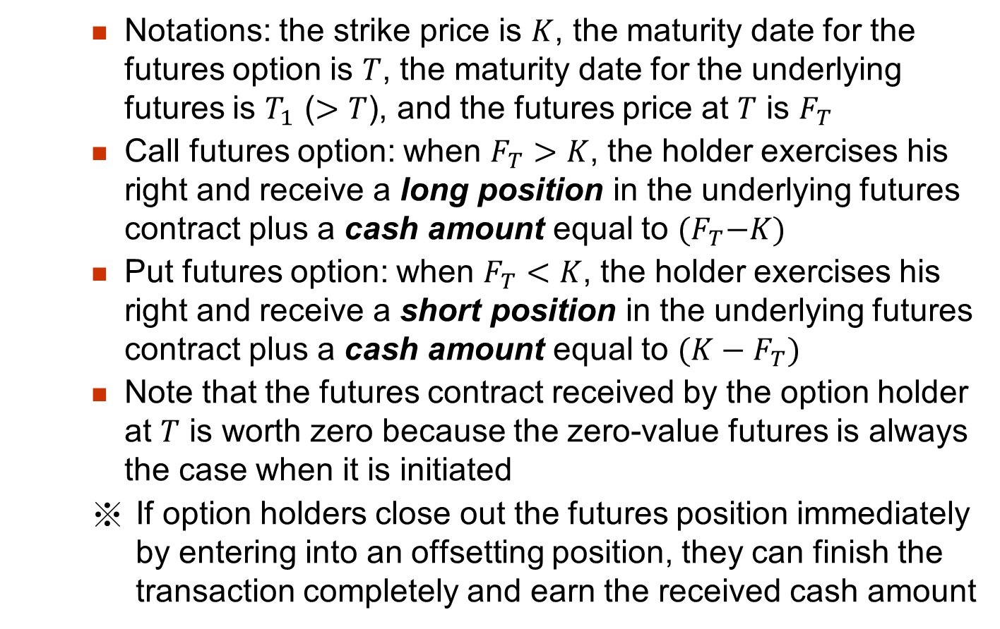 ■ Notations: the strike price is K, the maturity date for the
futures option is T, the maturity date for the underlying
futures is T₁ (> T), and the futures price at T is F_T
■ Call futures option: when F_T > K, the holder exercises his
right and receive a long position in the underlying futures
contract plus a cash amount equal to (F_T−K)
■ Put futures option: when F_T < K, the holder exercises his
right and receive a short position in the underlying futures
contract plus a cash amount equal to (K − F_T)
■ Note that the futures contract received by the option holder
at T is worth zero because the zero-value futures is always
the case when it is initiated
※ If option holders close out the futures position immediately
by entering into an offsetting position, they can finish the
transaction completely and earn the received cash amount